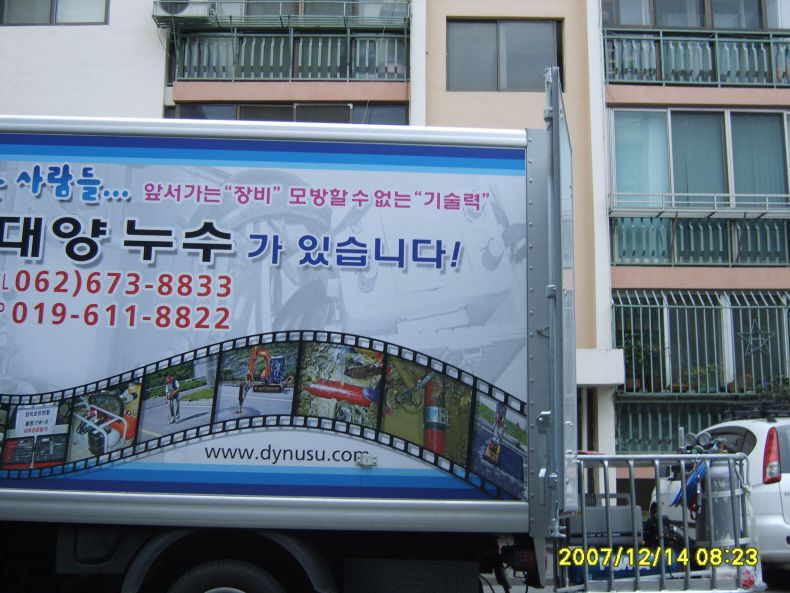 사람들...
앞서가는 "장비" 모방할 수 없는 "기술력"
대양 누수 가 있습니다!
062)673-8833
019-611-8822
www.dynusu.com
2007/12/14 08:23